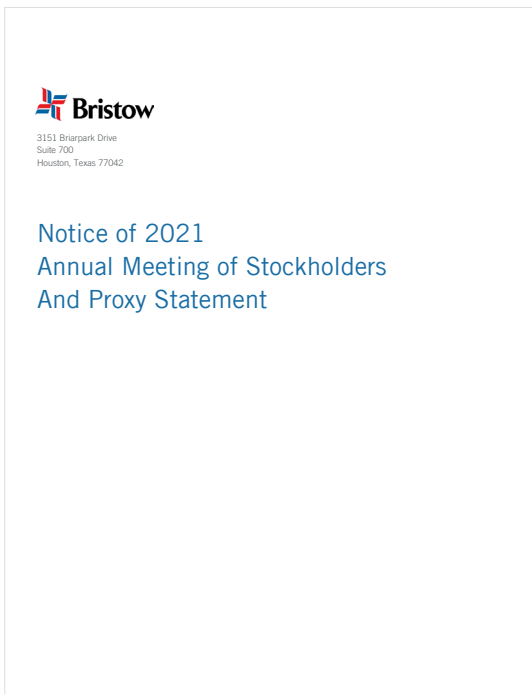 Bristow
3151 Briarpark Drive
Suite 700
Houston, Texas 77042
Notice of 2021
Annual Meeting of Stockholders
And Proxy Statement